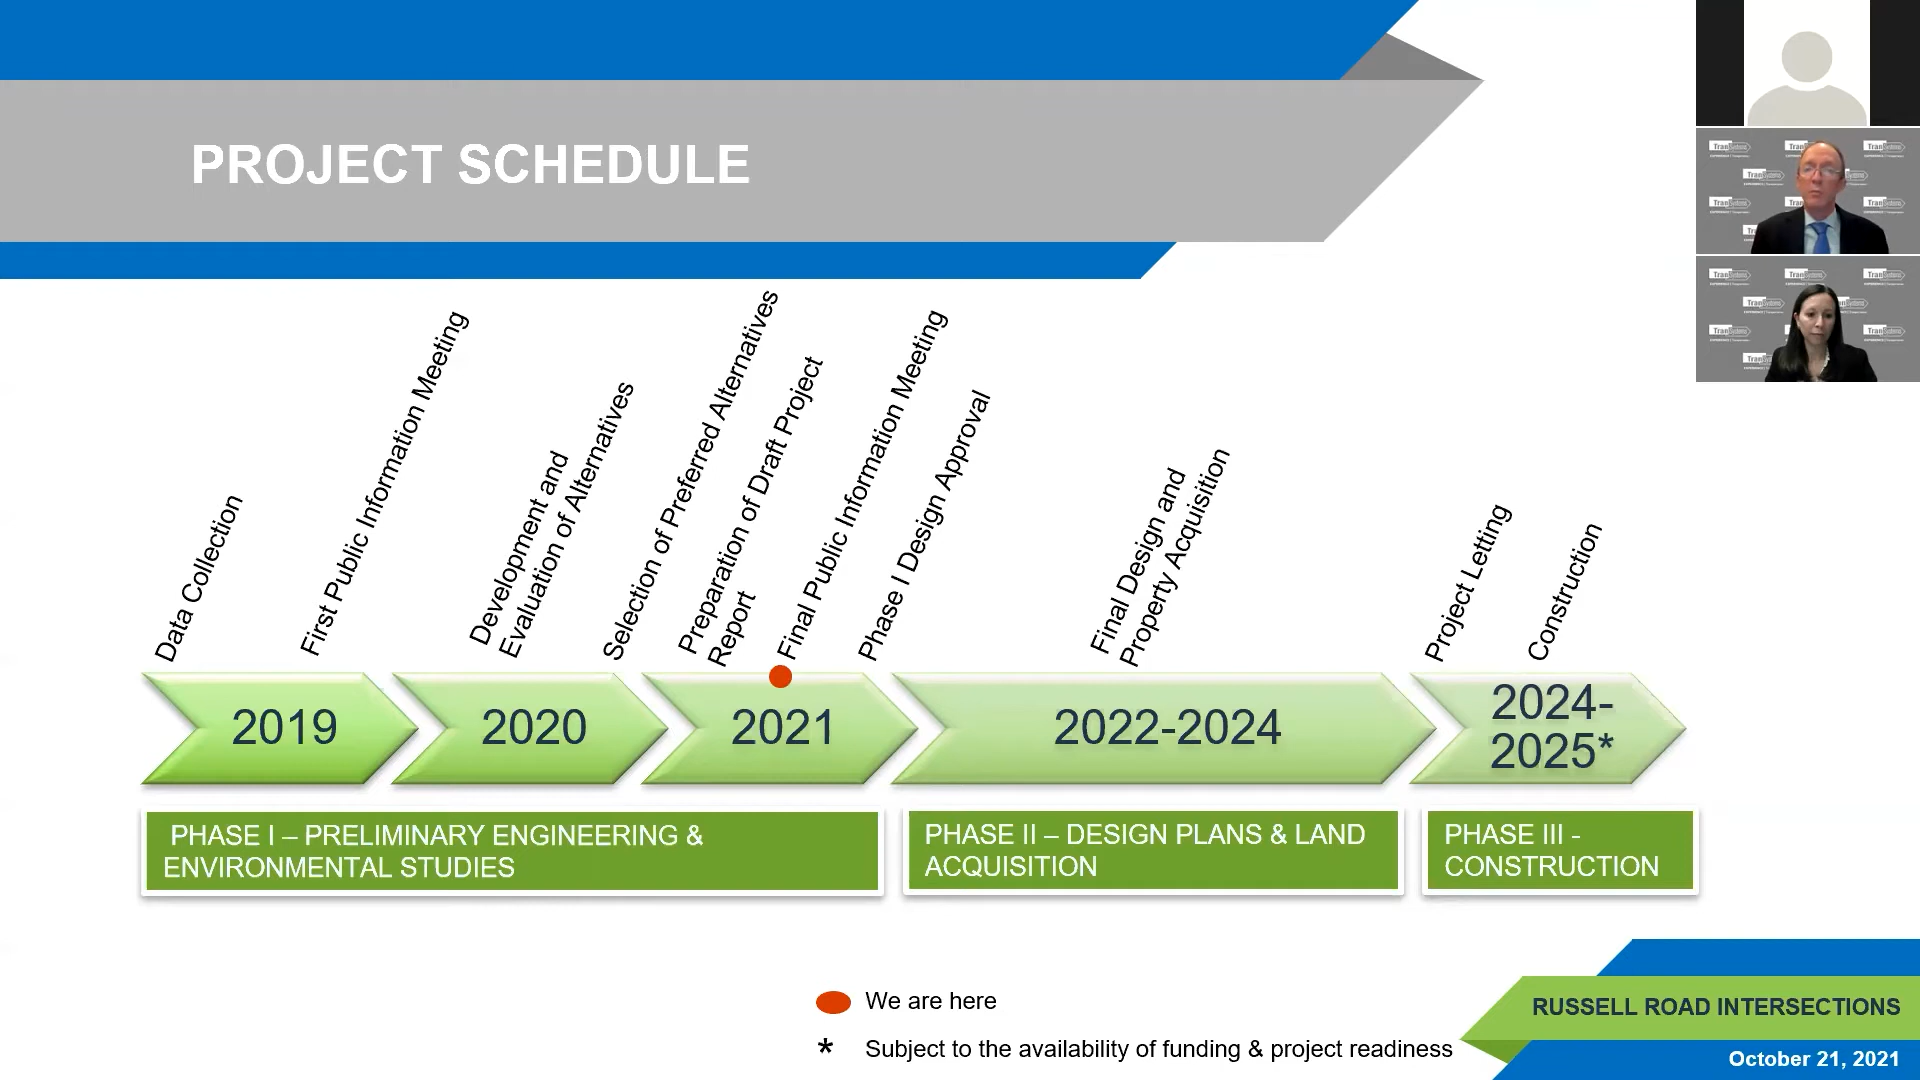 PROJECT SCHEDULE
Data Collection
First Public Information Meeting
Development and
Evaluation of Alternatives
Selection of Preferred Alternatives
Preparation of Draft Project
Report
Final Public Information Meeting
Phase I Design Approval
Final Design and
Property Acquisition
Project Letting
Construction
2019
2020
2021
2022-2024
2024-
2025*
PHASE I – PRELIMINARY ENGINEERING &
ENVIRONMENTAL STUDIES
PHASE II – DESIGN PLANS & LAND
ACQUISITION
PHASE III -
CONSTRUCTION
We are here
* Subject to the availability of funding & project readiness
RUSSELL ROAD INTERSECTIONS
October 21, 2021